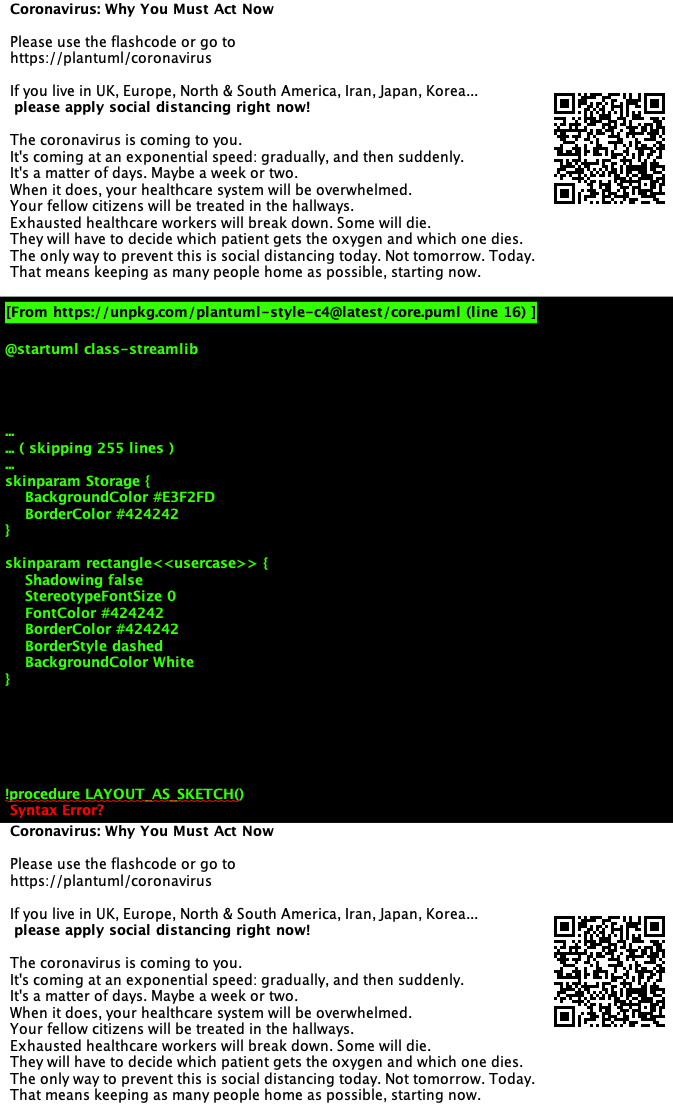 Coronavirus: Why You Must Act Now
Please use the flashcode or go to
https://plantuml/coronavirus
If you live in UK, Europe, North & South America, Iran, Japan, Korea...
please apply social distancing right now!
The coronavirus is coming to you.
It's coming at an exponential speed: gradually, and then suddenly.
It's a matter of days. Maybe a week or two.
When it does, your healthcare system will be overwhelmed.
Your fellow citizens will be treated in the hallways.
Exhausted healthcare workers will break down. Some will die.
They will have to decide which patient gets the oxygen and which one dies.
The only way to prevent this is social distancing today. Not tomorrow. Today.
That means keeping as many people home as possible, starting now.
[From https://unpkg.com/plantuml-style-c4@latest/core.puml (line 16) ]
@startuml class-streamlib
...
... ( skipping 255 lines )
...
skinparam Storage {
BackgroundColor #E3F2FD
BorderColor #424242
}
skinparam rectangle<<usercase>> {
Shadowing false
StereotypeFontSize 0
FontColor #424242
BorderColor #424242
BorderStyle dashed
BackgroundColor White
}
!procedure LAYOUT_AS_SKETCH()
Syntax Error?
Coronavirus: Why You Must Act Now
Please use the flashcode or go to
https://plantuml/coronavirus
If you live in UK, Europe, North & South America, Iran, Japan, Korea...
please apply social distancing right now!
The coronavirus is coming to you.
It's coming at an exponential speed: gradually, and then suddenly.
It's a matter of days. Maybe a week or two.
When it does, your healthcare system will be overwhelmed.
Your fellow citizens will be treated in the hallways.
Exhausted healthcare workers will break down. Some will die.
They will have to decide which patient gets the oxygen and which one dies.
The only way to prevent this is social distancing today. Not tomorrow. Today.
That means keeping as many people home as possible, starting now.